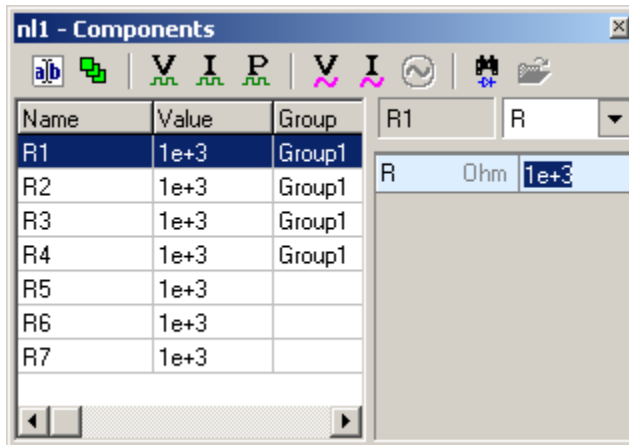 nl1 - Components
a b V I P V I
Name Value Group R1 R
R1 1e+3 Group1 R Ohm 1e+3
R2 1e+3 Group1
R3 1e+3 Group1
R4 1e+3 Group1
R5 1e+3
R6 1e+3
R7 1e+3